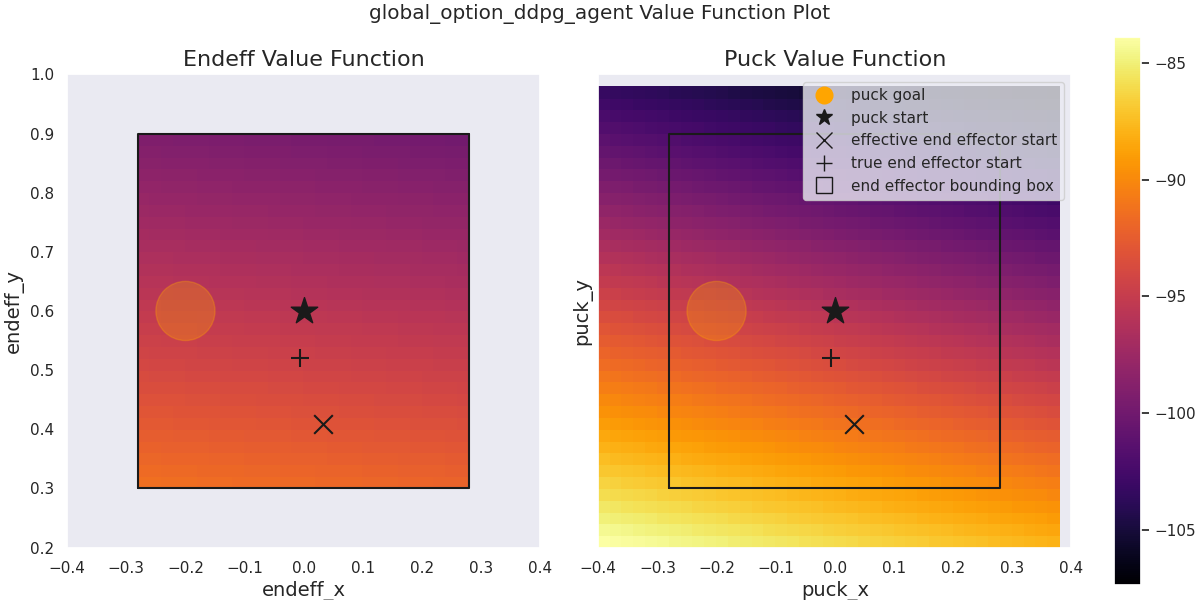 global_option_ddpg_agent Value Function Plot
Endeff Value Function
1.0
0.9
0.8
0.7
0.6
0.5
0.4
0.3
0.2
endeff_y
−0.4 −0.3 −0.2 −0.1 0.0 0.1 0.2 0.3 0.4
endeff_x
Puck Value Function
puck goal
puck start
effective end effector start
true end effector start
end effector bounding box
puck_y
−0.4 −0.3 −0.2 −0.1 0.0 0.1 0.2 0.3 0.4
puck_x
−85
−90
−95
−100
−105